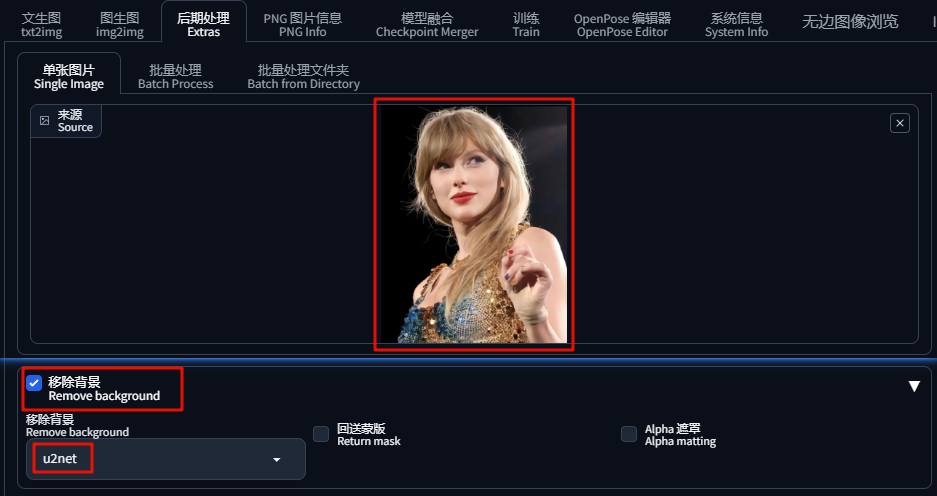 文生图
txt2img
图生图
img2img
后期处理
Extras
PNG 图片信息
PNG Info
模型融合
Checkpoint Merger
训练
Train
OpenPose 编辑器
OpenPose Editor
系统信息
System Info
无边图像浏览
单张图片
Single Image
批量处理
Batch Process
批量处理文件夹
Batch from Directory
来源
Source
移除背景
Remove background
移除背景
Remove background
u2net
回送蒙版
Return mask
Alpha 遮罩
Alpha matting